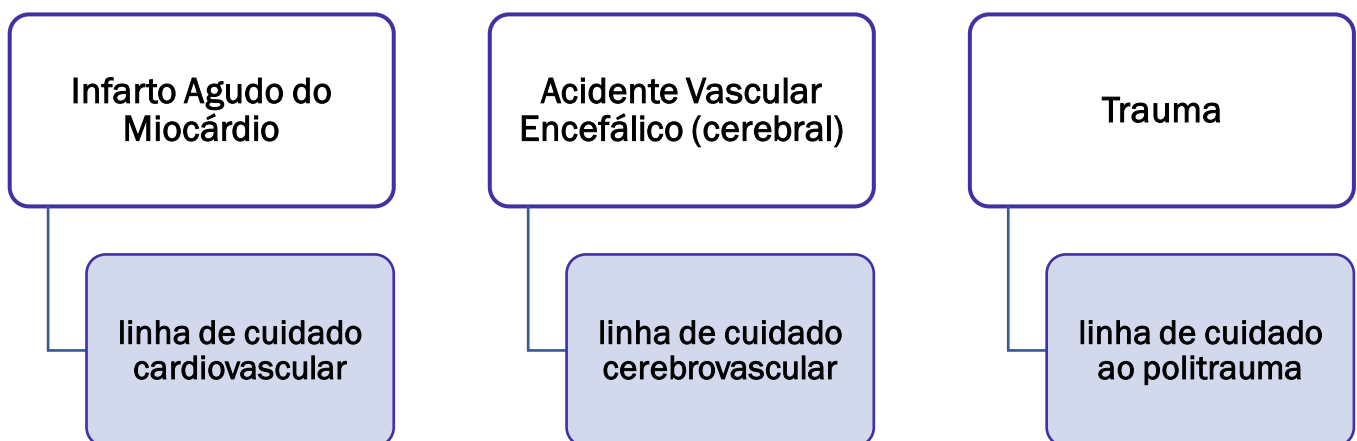 Infarto Agudo do
Miocárdio
linha de cuidado
cardiovascular
Acidente Vascular
Encefálico (cerebral)
linha de cuidado
cerebrovascular
Trauma
linha de cuidado
ao politrauma